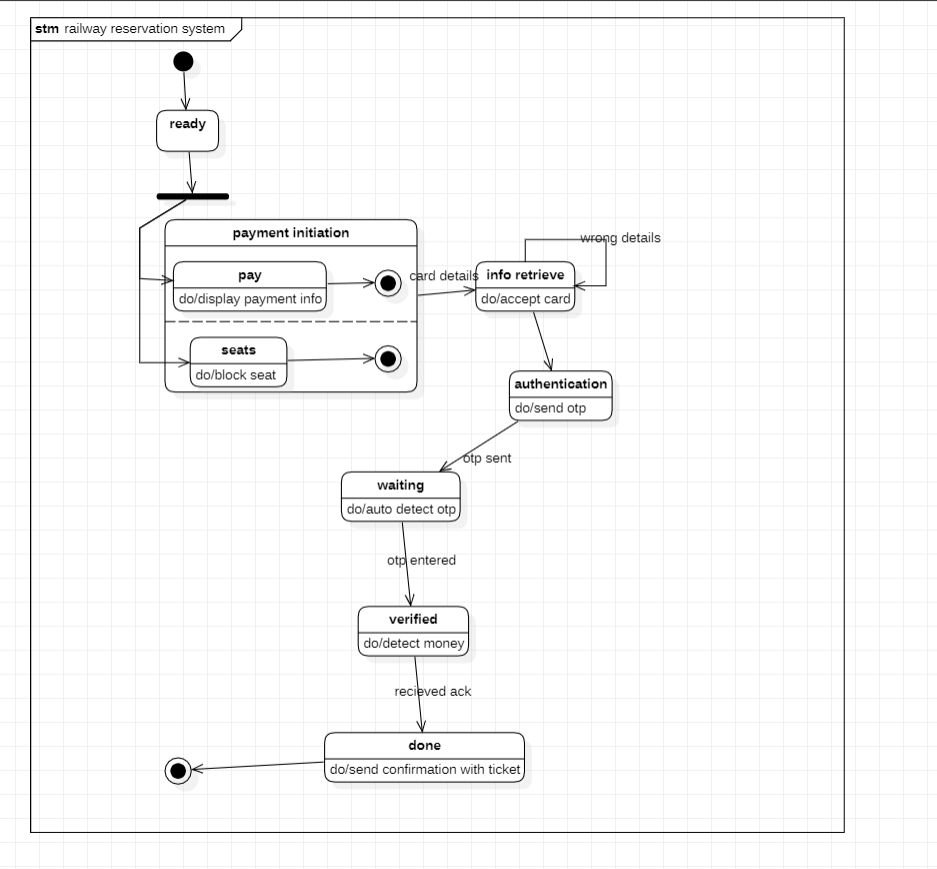 stm railway reservation system
ready
payment initiation
pay
do/display payment info
card details
info retrieve
do/accept card
wrong details
seats
do/block seat
authentication
do/send otp
otp sent
waiting
do/auto detect otp
otp entered
verified
do/detect money
recieved ack
done
do/send confirmation with ticket